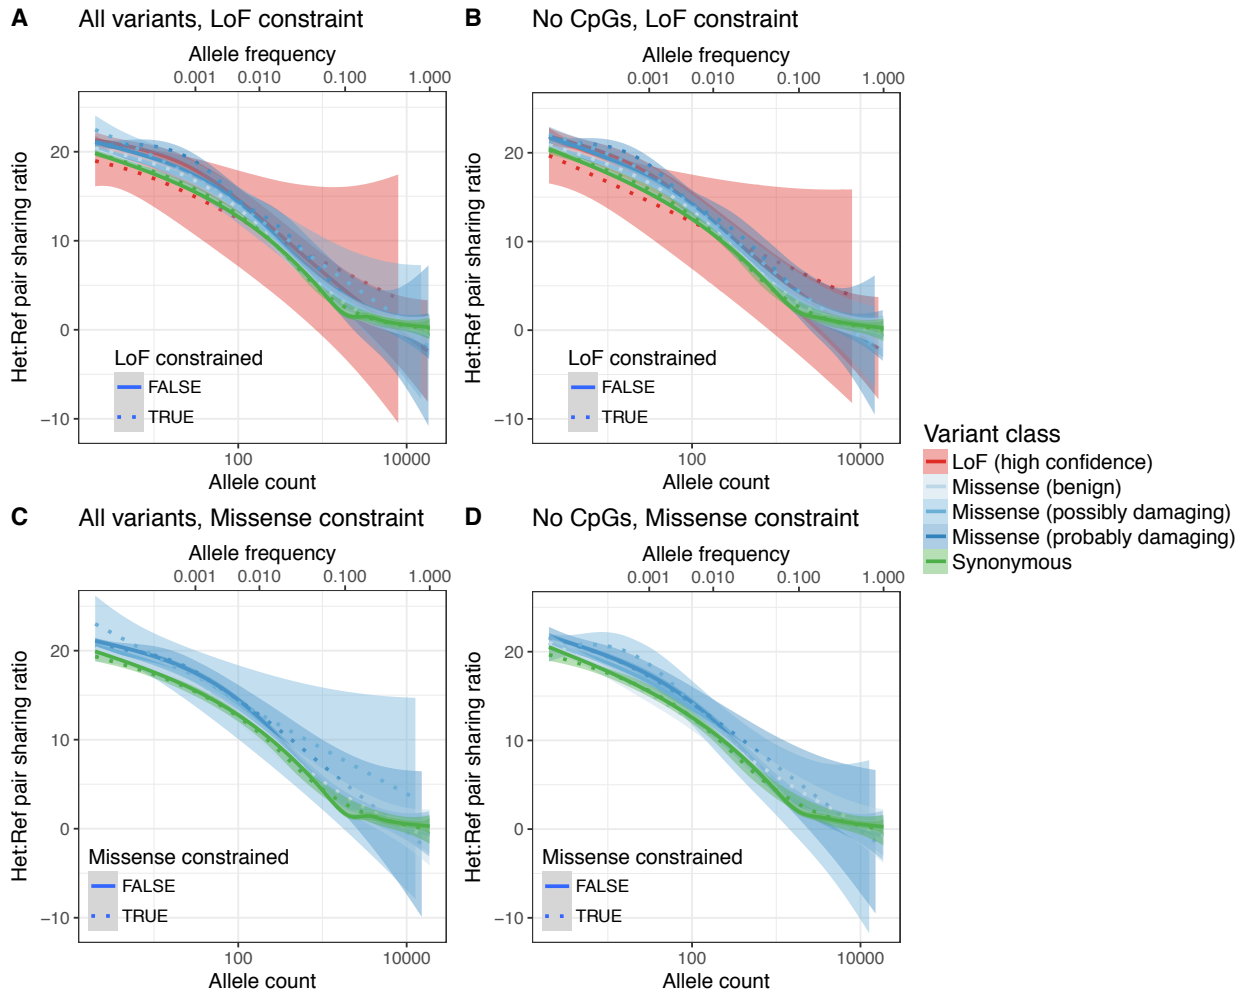 A All variants, LoF constraint
Allele frequency
0.001 0.010 0.100 1.000
Het:Ref pair sharing ratio
20
10
0
−10
LoF constrained
FALSE
TRUE
100 10000
Allele count
B No CpGs, LoF constraint
Allele frequency
0.001 0.010 0.100 1.000
Het:Ref pair sharing ratio
20
10
0
−10
LoF constrained
FALSE
TRUE
100 10000
Allele count
C All variants, Missense constraint
Allele frequency
0.001 0.010 0.100 1.000
Het:Ref pair sharing ratio
20
10
0
−10
Missense constrained
FALSE
TRUE
100 10000
Allele count
D No CpGs, Missense constraint
Allele frequency
0.001 0.010 0.100 1.000
Het:Ref pair sharing ratio
20
10
0
−10
Missense constrained
FALSE
TRUE
100 10000
Allele count
Variant class
LoF (high confidence)
Missense (benign)
Missense (possibly damaging)
Missense (probably damaging)
Synonymous